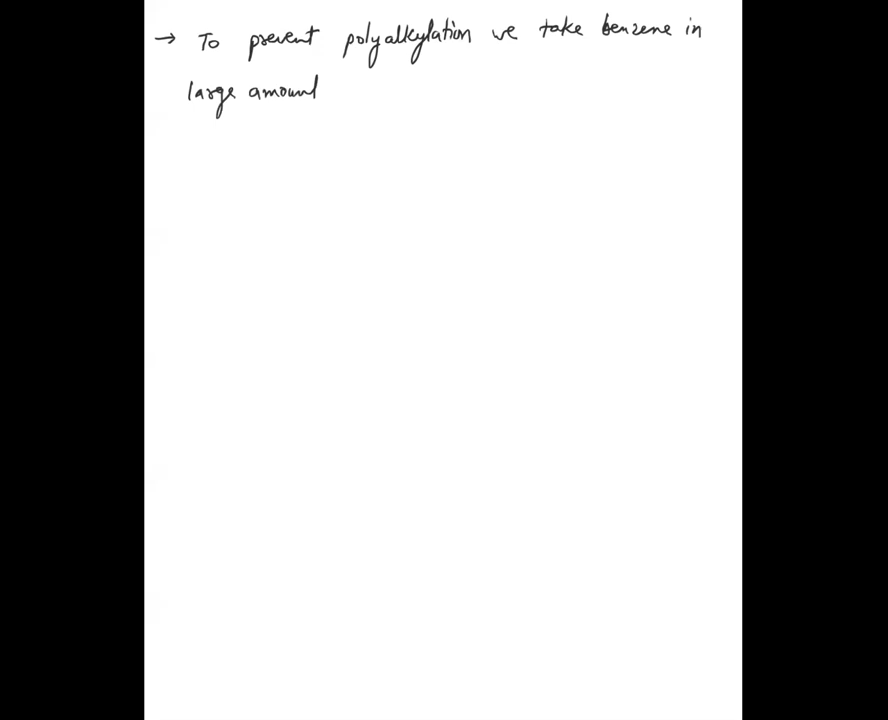 → To prevent polyalkylation we take benzene in
large amount